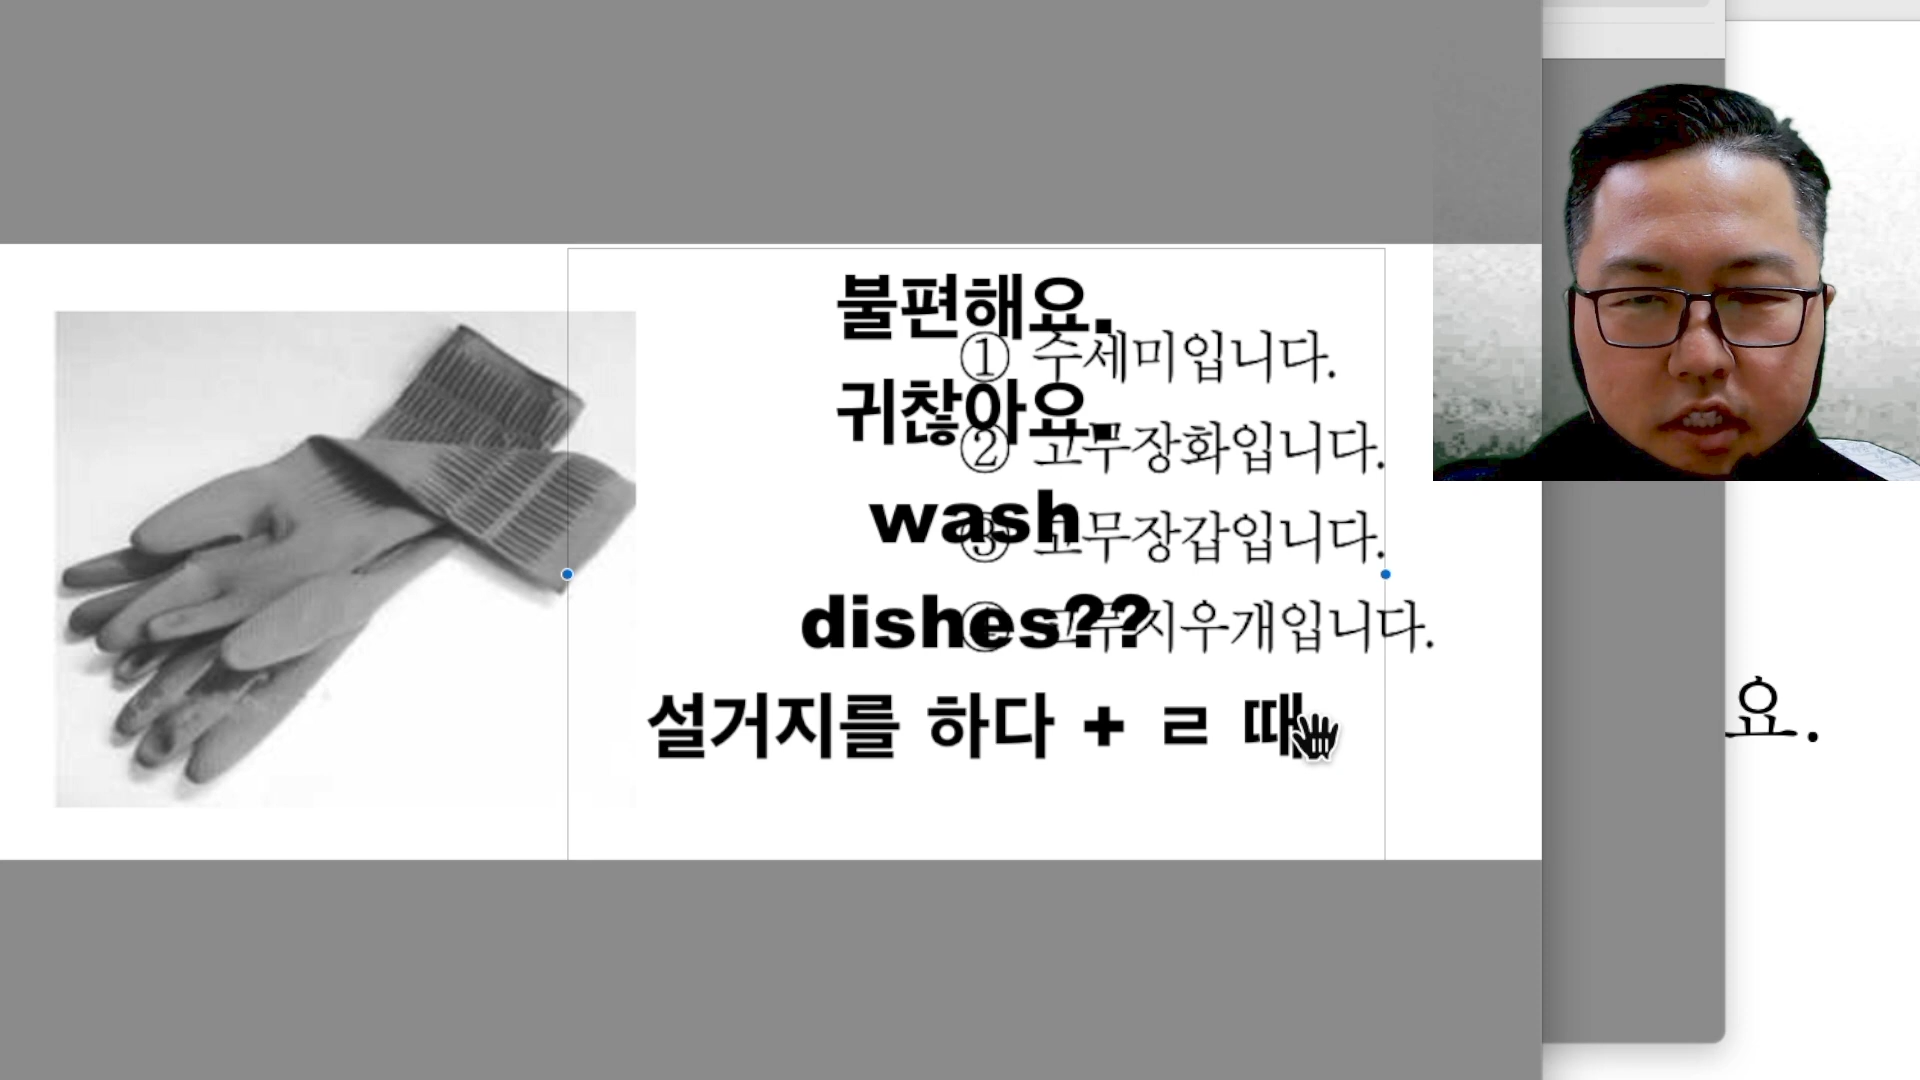 불편해요.
① 수세미입니다.
귀찮아요.
② 고무장화입니다.
wash
③ 고무장갑입니다.
dishes??
④ 고무지우개입니다.
설거지를 하다 + ㄹ 때
요.